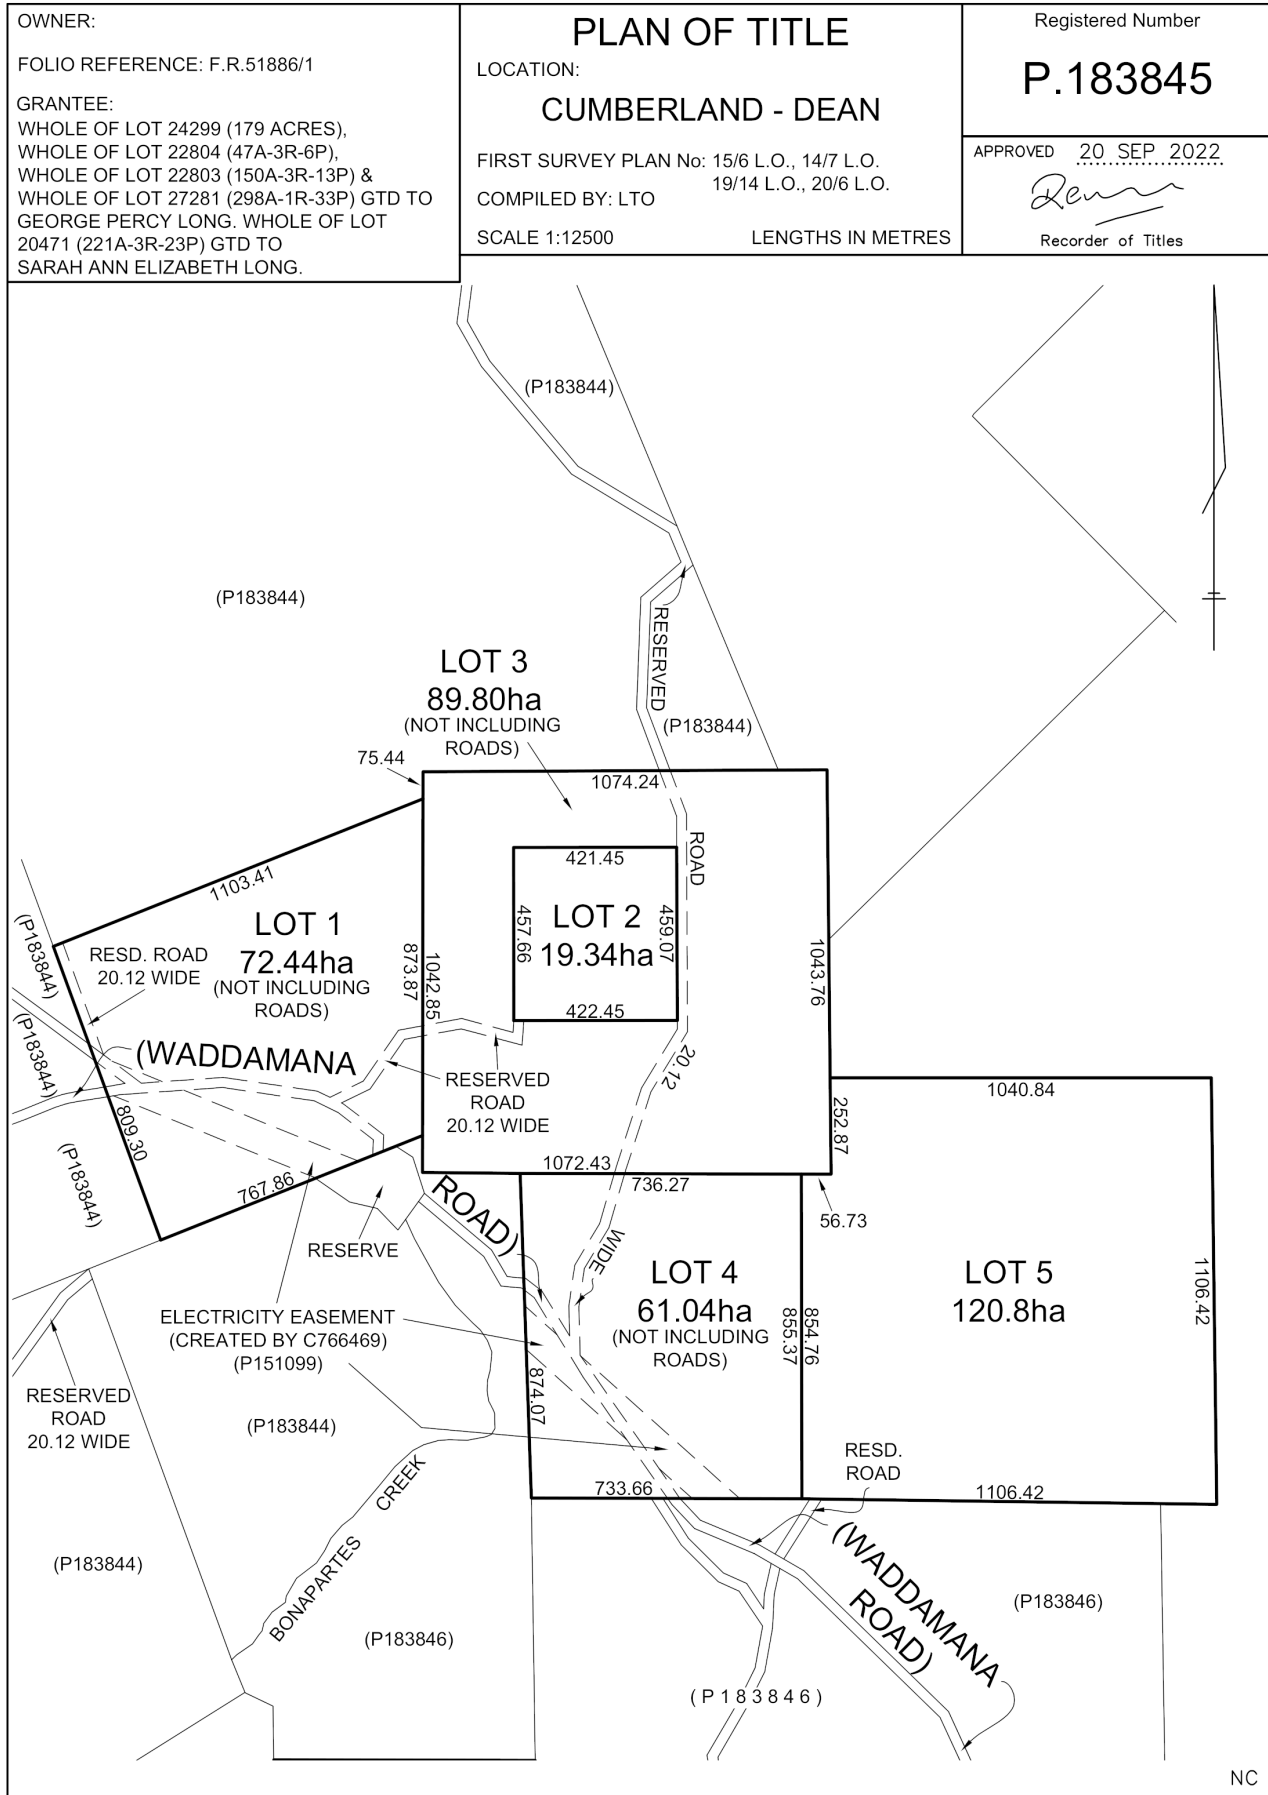 OWNER:
FOLIO REFERENCE: F.R.51886/1
GRANTEE:
WHOLE OF LOT 24299 (179 ACRES),
WHOLE OF LOT 22804 (47A-3R-6P),
WHOLE OF LOT 22803 (150A-3R-13P) &
WHOLE OF LOT 27281 (298A-1R-33P) GTD TO
GEORGE PERCY LONG. WHOLE OF LOT
20471 (221A-3R-23P) GTD TO
SARAH ANN ELIZABETH LONG.
PLAN OF TITLE
LOCATION:
CUMBERLAND - DEAN
FIRST SURVEY PLAN No: 15/6 L.O., 14/7 L.O.
19/14 L.O., 20/6 L.O.
COMPILED BY: LTO
SCALE 1:12500 LENGTHS IN METRES
Registered Number
P.183845
APPROVED 20 SEP 2022
Recorder of Titles
(P183844)
(P183844)
RESERVED
(P183844)
LOT 3
89.80ha
(NOT INCLUDING
ROADS)
75.44
1074.24
ROAD
421.45
457.66
LOT 2
19.34ha
459.07
422.45
1103.41
LOT 1
72.44ha
(NOT INCLUDING
ROADS)
873.87
1042.85
1043.76
(P183844)
RESD. ROAD
20.12 WIDE
(P183844)
(WADDAMANA
20.12
RESERVED
ROAD
20.12 WIDE
1040.84
252.87
809.30
(P183844)
767.86
1072.43
736.27
56.73
ROAD)
RESERVE
WIDE
LOT 4
61.04ha
(NOT INCLUDING
ROADS)
855.37
854.76
LOT 5
120.8ha
1106.42
ELECTRICITY EASEMENT
(CREATED BY C766469)
(P151099)
874.07
RESERVED
ROAD
20.12 WIDE
(P183844)
RESD.
ROAD
733.66
1106.42
BONAPARTES CREEK
(WADDAMANA
ROAD)
(P183844)
(P183846)
(P183846)
(P183846)
NC